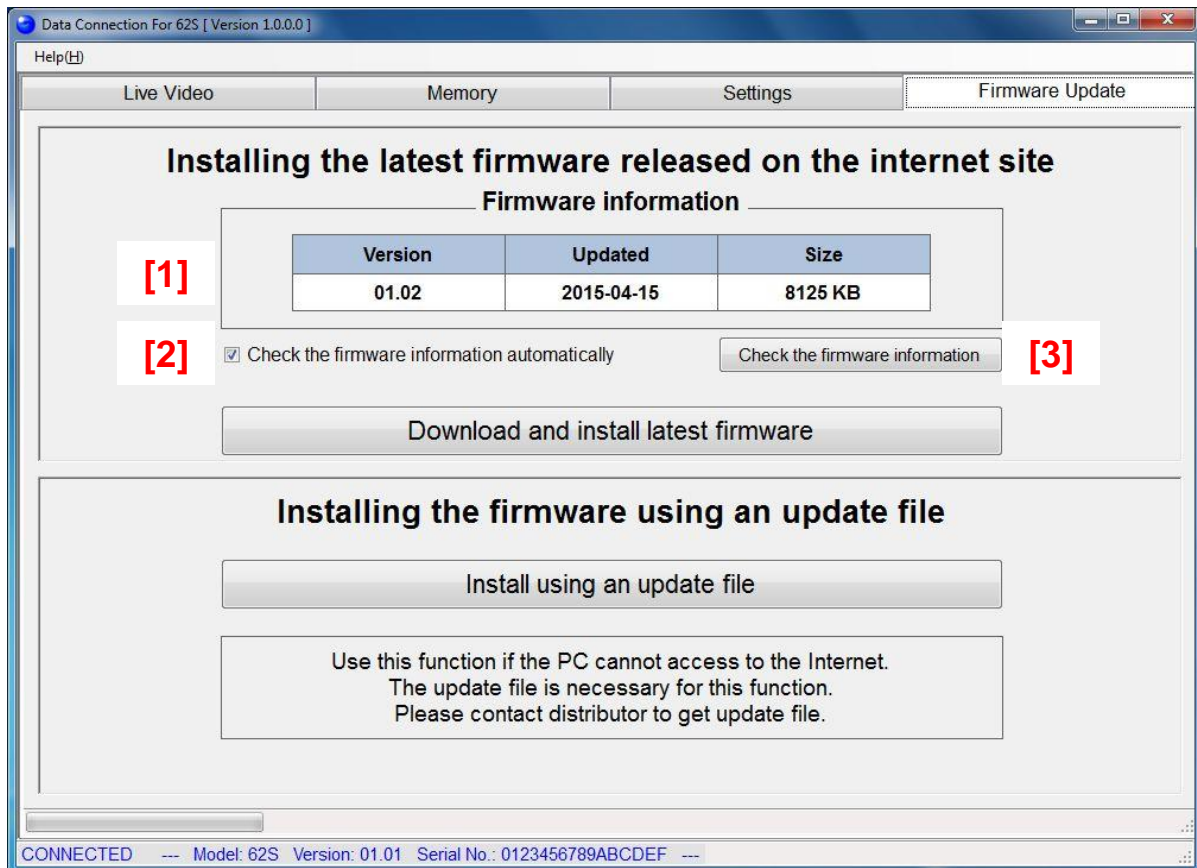 Data Connection For 62S [ Version 1.0.0.0 ]
Help(H)
Live Video Memory Settings Firmware Update
Installing the latest firmware released on the internet site
Firmware information
Version Updated Size
[1]
01.02 2015-04-15 8125 KB
[2] Check the firmware information automatically Check the firmware information [3]
Download and install latest firmware
Installing the firmware using an update file
Install using an update file
Use this function if the PC cannot access to the Internet.
The update file is necessary for this function.
Please contact distributor to get update file.
CONNECTED --- Model: 62S Version: 01.01 Serial No.: 0123456789ABCDEF ---